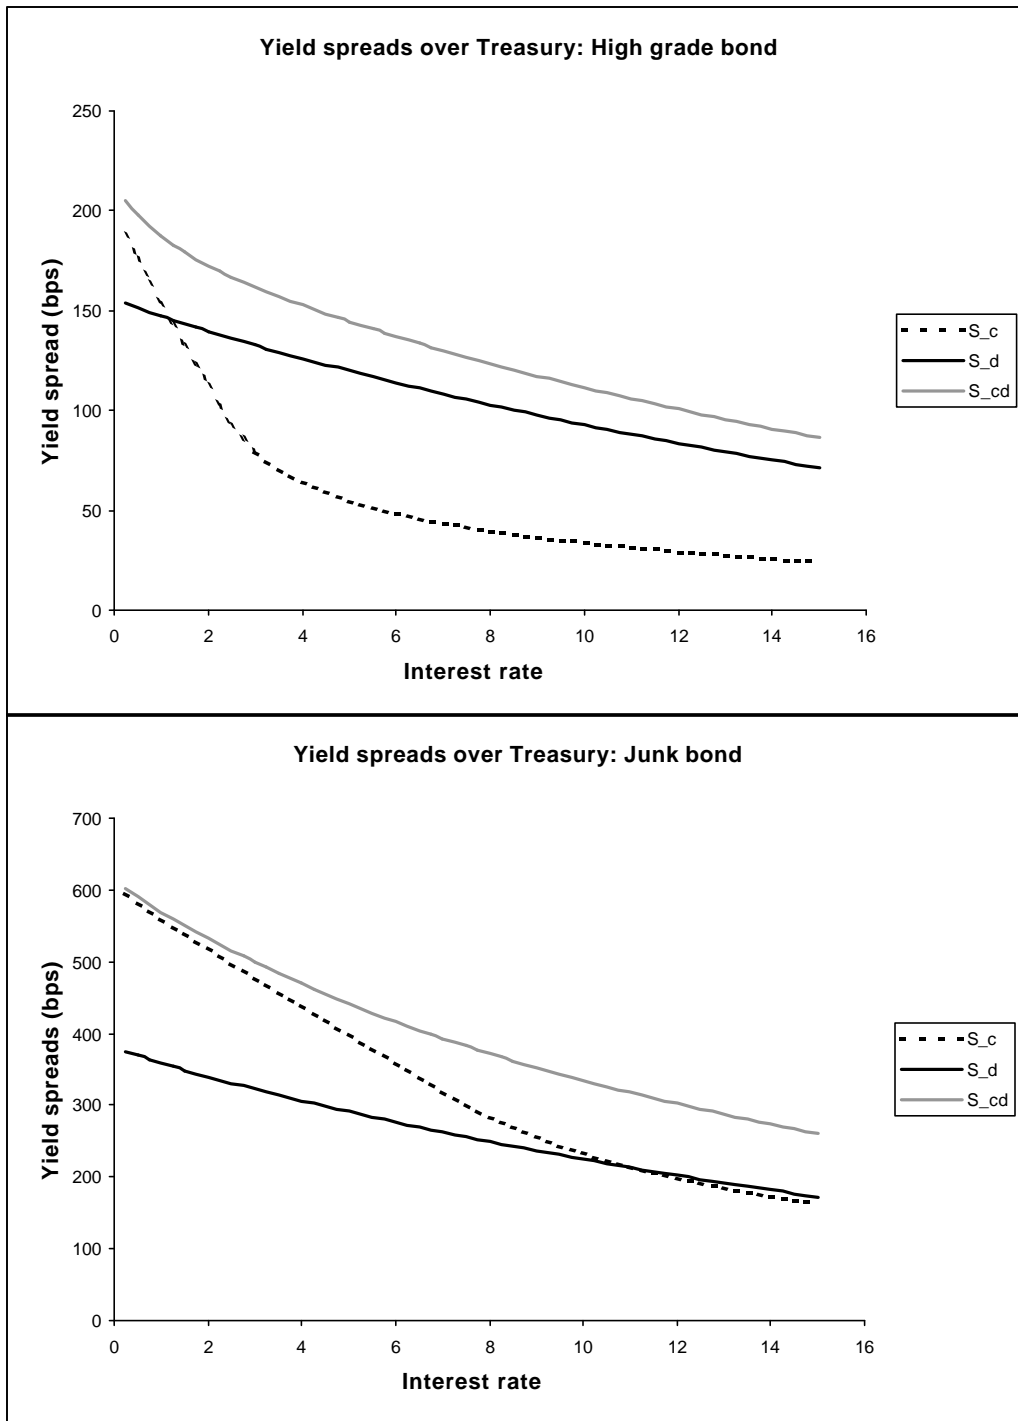 Yield spreads over Treasury: High grade bond
250
200
150
100
50
0
Yield spread (bps)
0 2 4 6 8 10 12 14 16
Interest rate
S_c
S_d
S_cd
Yield spreads over Treasury: Junk bond
700
600
500
400
300
200
100
0
Yield spreads (bps)
0 2 4 6 8 10 12 14 16
Interest rate
S_c
S_d
S_cd